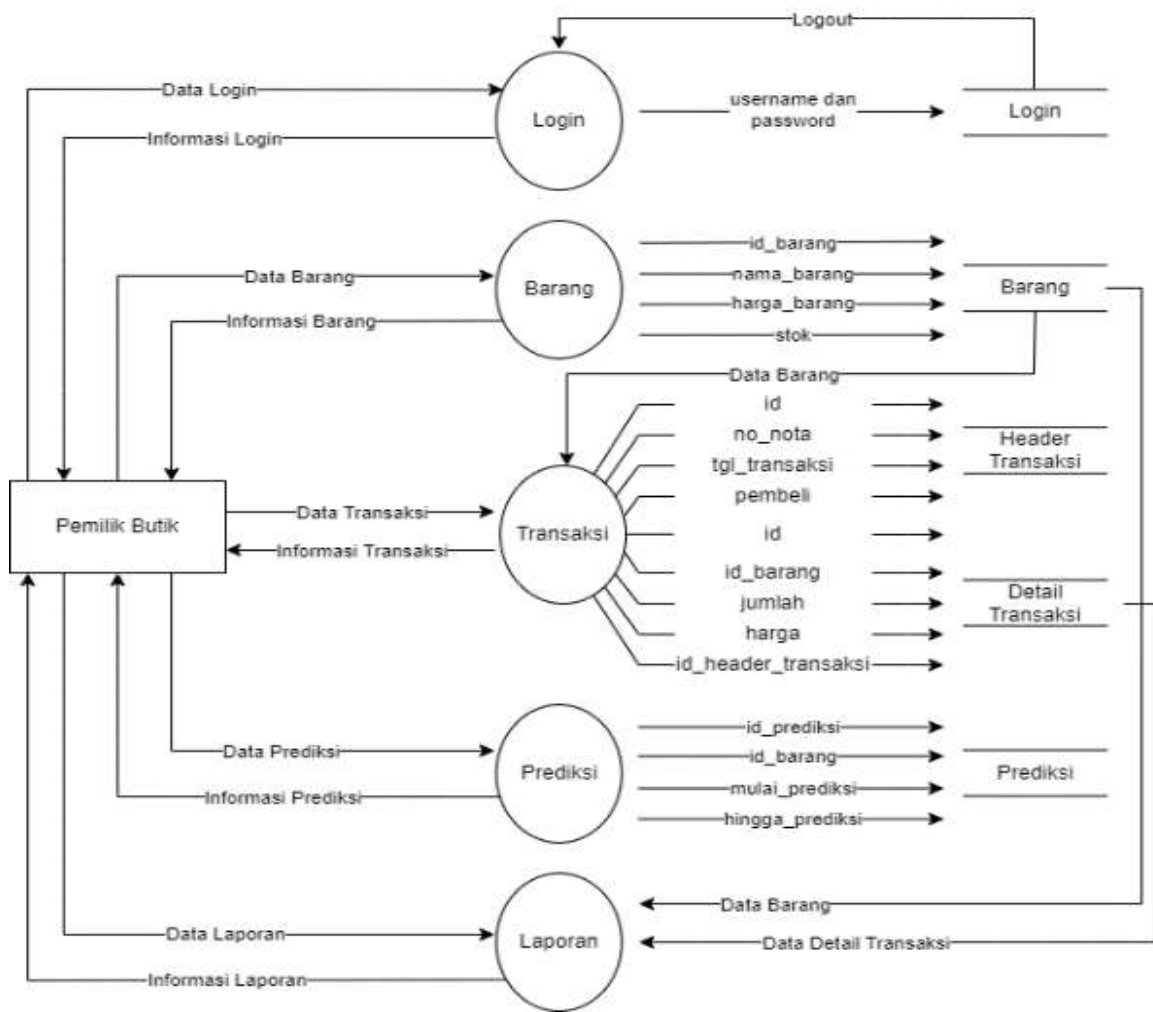 Logout
Data Login
Login
username dan
password
Login
Informasi Login
id_barang
Data Barang
nama_barang
Barang
Barang
harga_barang
Informasi Barang
stok
Data Barang
id
no_nota
Header
Transaksi
tgl_transaksi
pembeli
Pemilik Butik
Data Transaksi
Transaksi
id
Informasi Transaksi
id_barang
Detail
Transaksi
jumlah
harga
id_header_transaksi
id_prediksi
Data Prediksi
id_barang
Prediksi
Prediksi
mulai_prediksi
Informasi Prediksi
hingga_prediksi
Data Barang
Data Laporan
Laporan
Data Detail Transaksi
Informasi Laporan